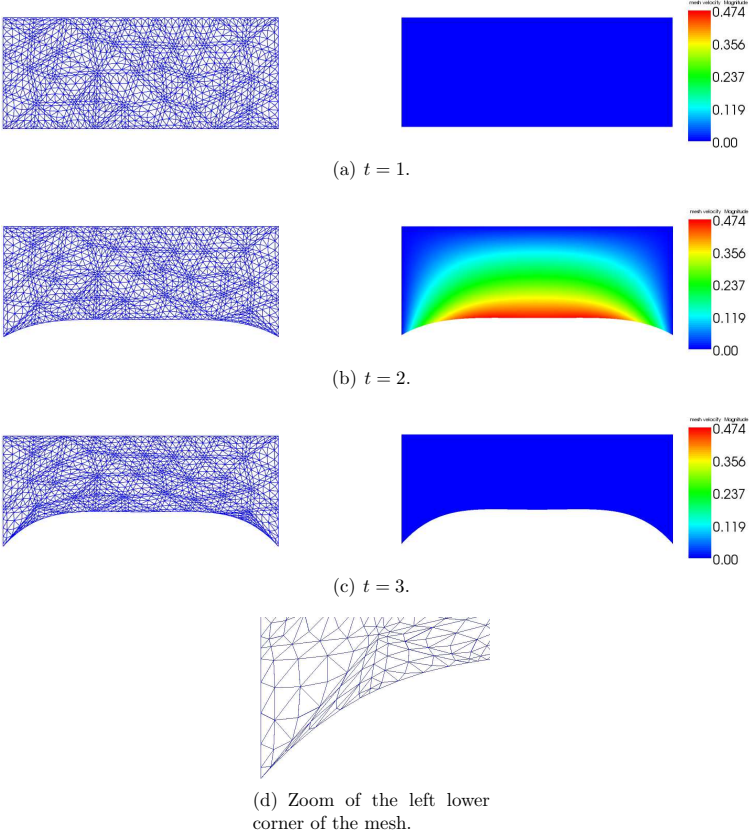 mesh velocity Magnitude
0.474
0.356
0.237
0.119
0.00
(a) t = 1.
mesh velocity Magnitude
0.474
0.356
0.237
0.119
0.00
(b) t = 2.
mesh velocity Magnitude
0.474
0.356
0.237
0.119
0.00
(c) t = 3.
(d) Zoom of the left lower
corner of the mesh.